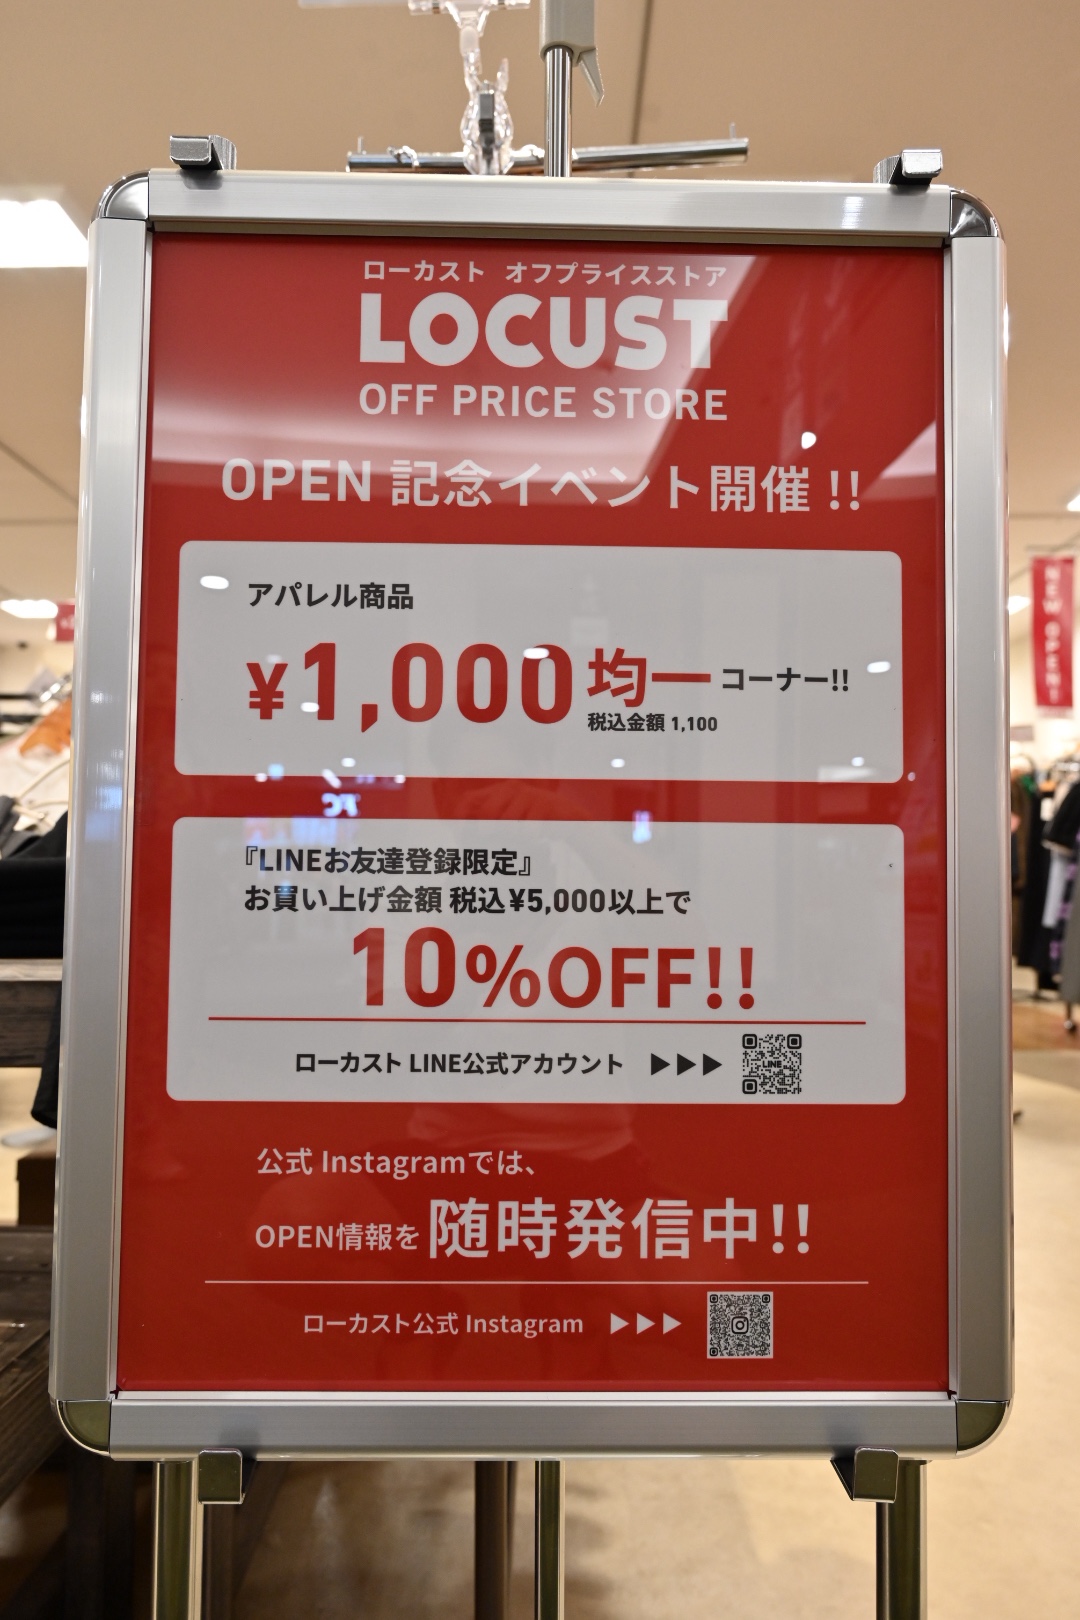 ローカスト オフプライスストア
LOCUST
OFF PRICE STORE
OPEN 記念イベント開催 !!
アパレル商品
¥1,000 均一 コーナー!!
税込金額 1,100
『LINEお友達登録限定』
お買い上げ金額 税込¥5,000以上で
10%OFF!!
ローカスト LINE公式アカウント ▶▶▶
LINE
公式 Instagramでは、
OPEN情報を 随時発信中!!
ローカスト公式 Instagram ▶▶▶
NEW OPEN!